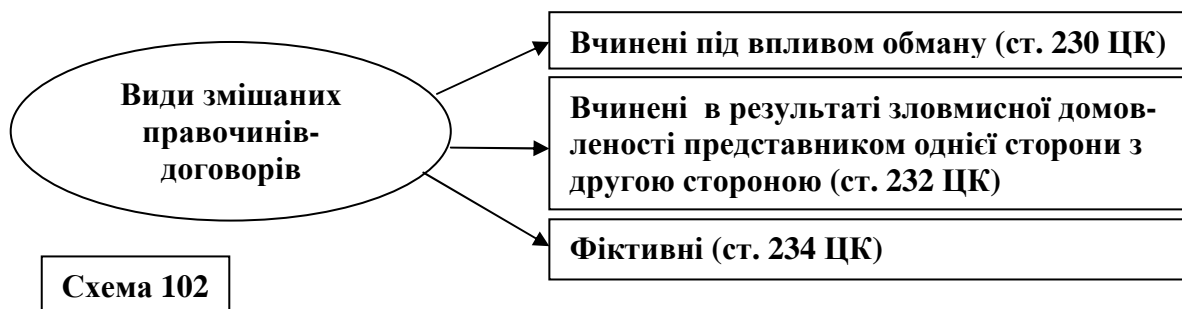 Види змішаних
правочинів-
договорів
Вчинені під впливом обману (ст. 230 ЦК)
Вчинені в результаті зловмисної домов-
леності представником однієї сторони з
другою стороною (ст. 232 ЦК)
Фіктивні (ст. 234 ЦК)
Схема 102